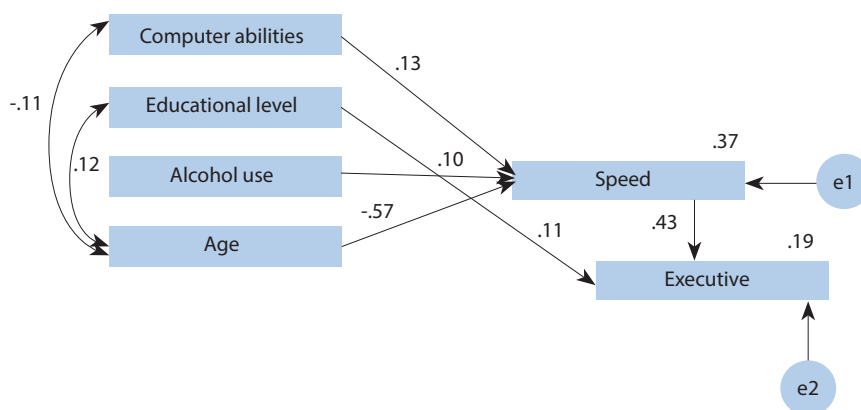 Computer abilities
.13
-.11
Educational level
.37
.12
Alcohol use
.10
Speed
e1
-.57
Age
.11
.43
.19
Executive
e2